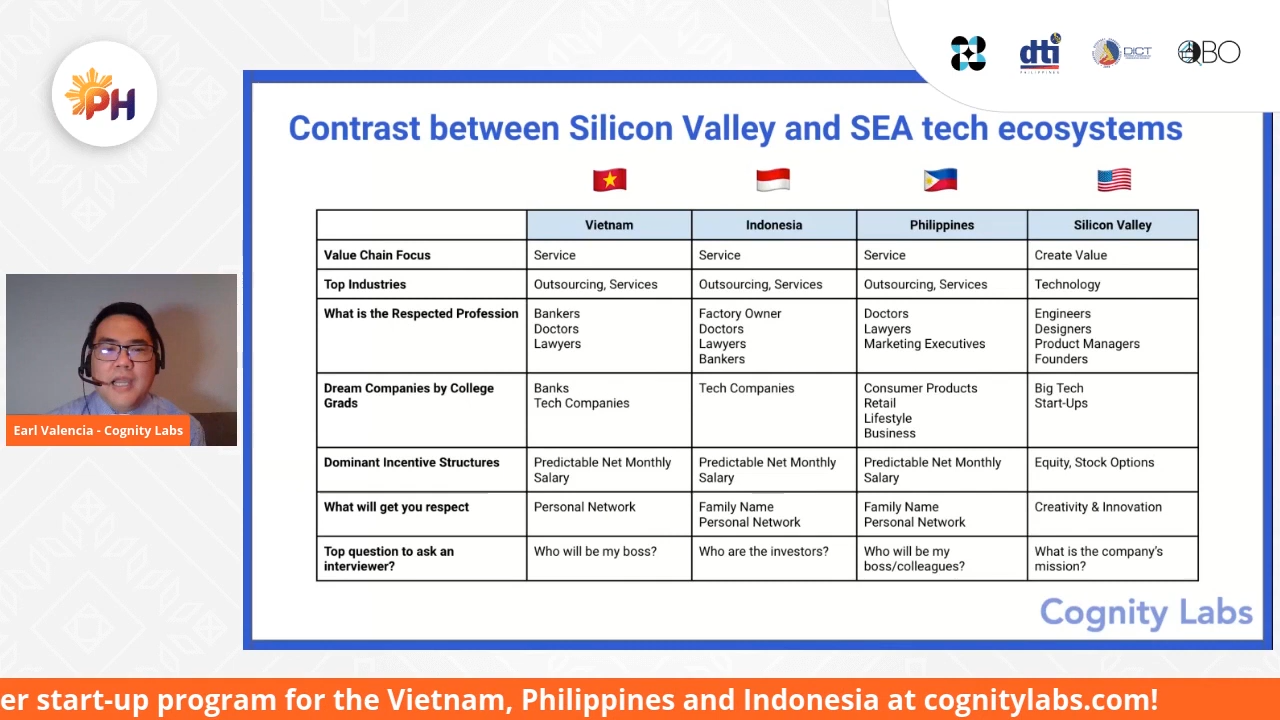 PH
dti
PHILIPPINES
DICT
QBO
Contrast between Silicon Valley and SEA tech ecosystems
Vietnam
Indonesia
Philippines
Silicon Valley
Value Chain Focus
Service
Service
Service
Create Value
Top Industries
Outsourcing, Services
Outsourcing, Services
Outsourcing, Services
Technology
What is the Respected Profession
Bankers
Doctors
Lawyers
Factory Owner
Doctors
Lawyers
Bankers
Doctors
Lawyers
Marketing Executives
Engineers
Designers
Product Managers
Founders
Dream Companies by College
Grads
Banks
Tech Companies
Tech Companies
Consumer Products
Retail
Lifestyle
Business
Big Tech
Start-Ups
Dominant Incentive Structures
Predictable Net Monthly
Salary
Predictable Net Monthly
Salary
Predictable Net Monthly
Salary
Equity, Stock Options
What will get you respect
Personal Network
Family Name
Personal Network
Family Name
Personal Network
Creativity & Innovation
Top question to ask an
interviewer?
Who will be my boss?
Who are the investors?
Who will be my
boss/colleagues?
What is the company's
mission?
Cognity Labs
Earl Valencia - Cognity Labs
er start-up program for the Vietnam, Philippines and Indonesia at cognitylabs.com!